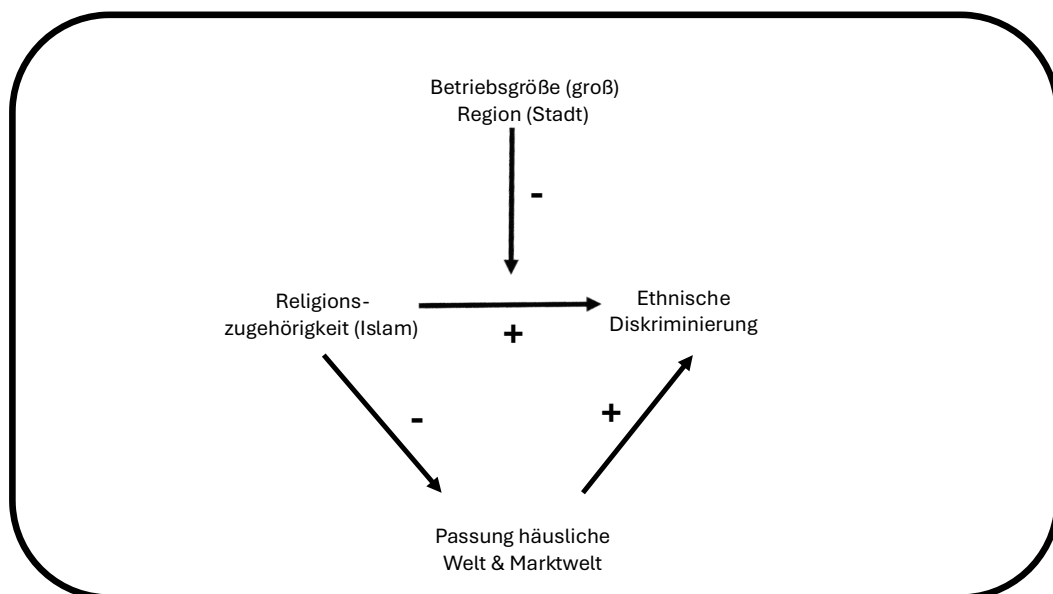 Betriebsgröße (groß)
Region (Stadt)
-
Religions-
zugehörigkeit (Islam)
+
Ethnische
Diskriminierung
-
+
Passung häusliche
Welt & Marktwelt